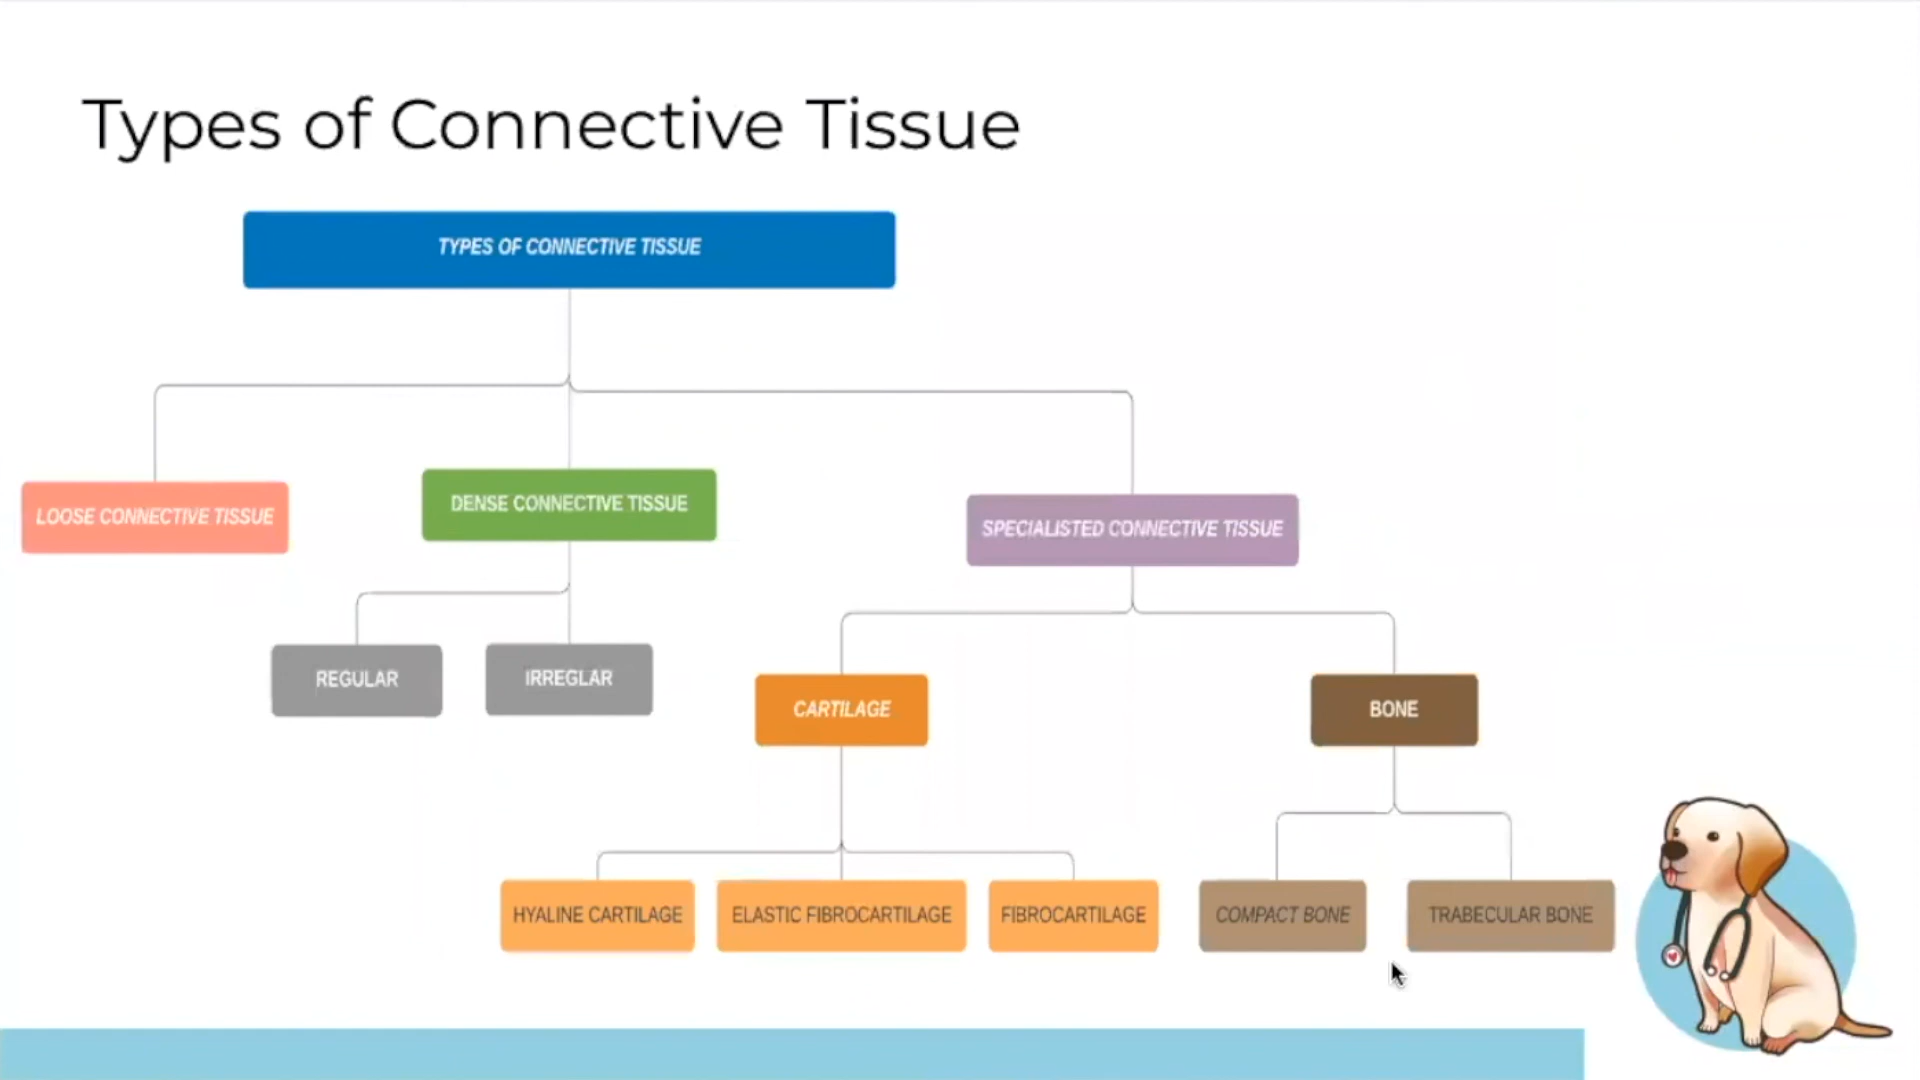 Types of Connective Tissue
TYPES OF CONNECTIVE TISSUE
LOOSE CONNECTIVE TISSUE
DENSE CONNECTIVE TISSUE
SPECIALISTED CONNECTIVE TISSUE
REGULAR
IRREGLAR
CARTILAGE
BONE
HYALINE CARTILAGE
ELASTIC FIBROCARTILAGE
FIBROCARTILAGE
COMPACT BONE
TRABECULAR BONE